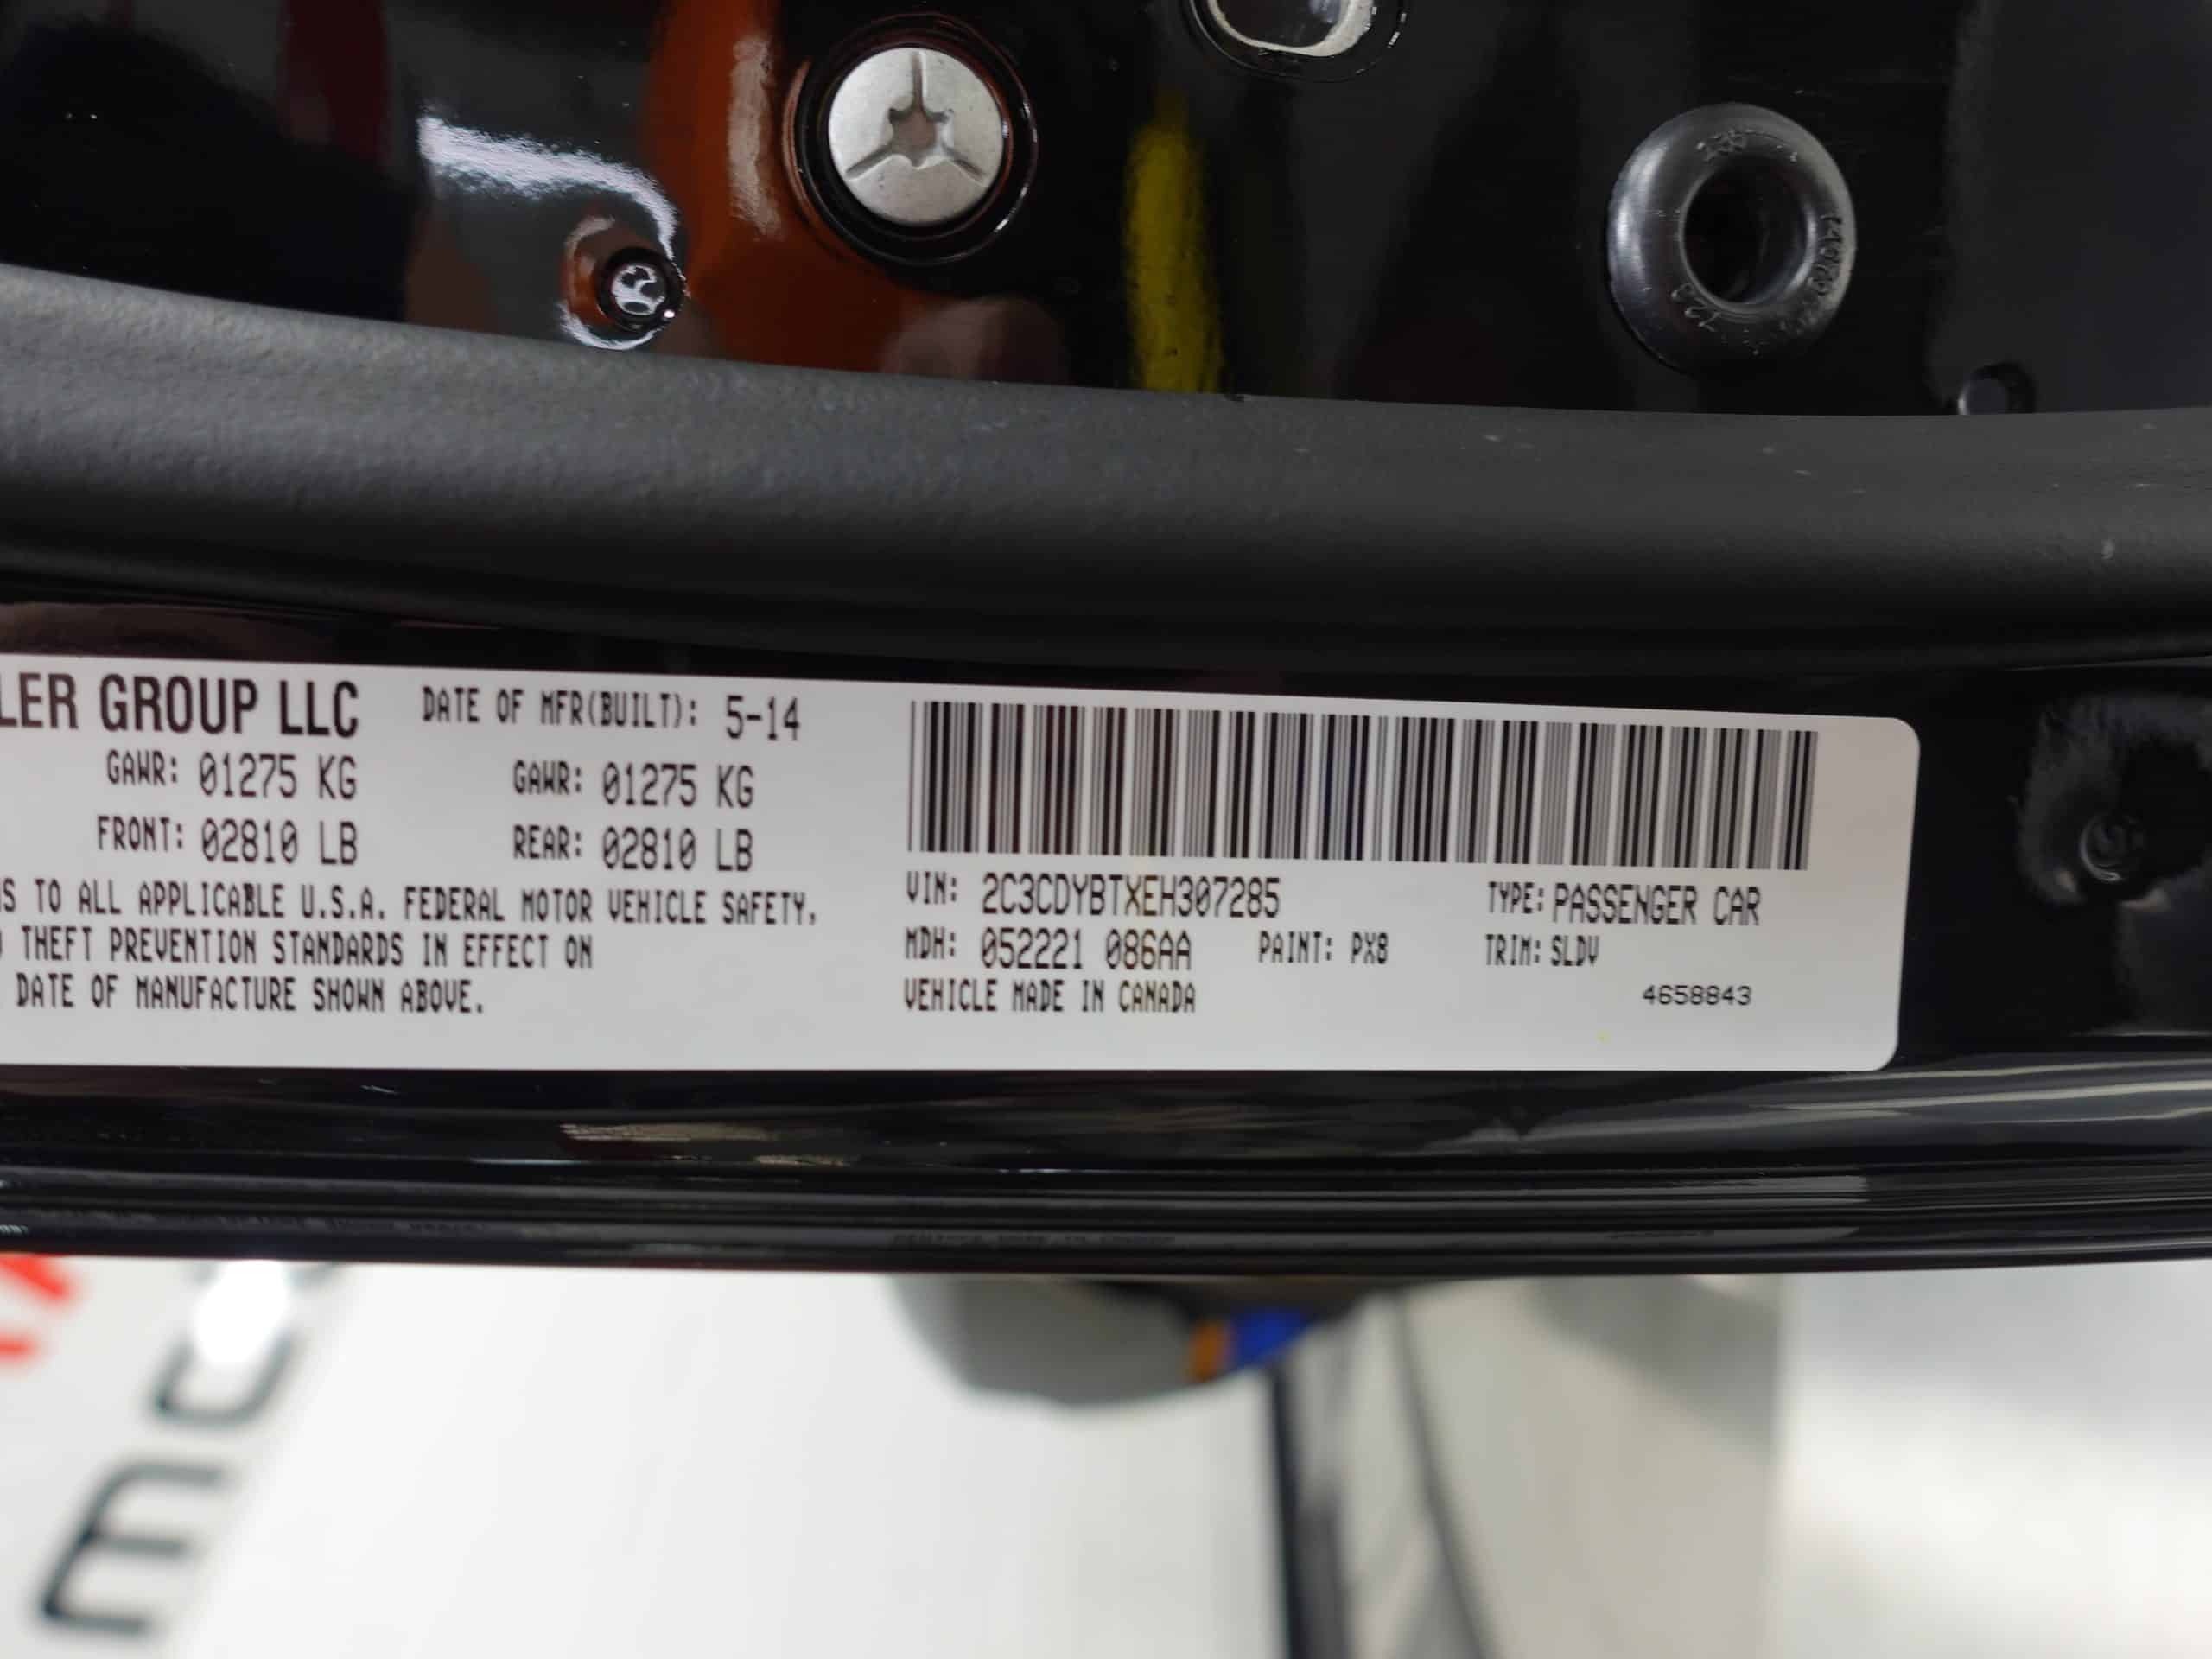 LER GROUP LLC DATE OF MFR(BUILT): 5-14
GAWR: 01275 KG GAWR: 01275 KG
FRONT: 02810 LB REAR: 02810 LB
S TO ALL APPLICABLE U.S.A. FEDERAL MOTOR VEHICLE SAFETY,
THEFT PREVENTION STANDARDS IN EFFECT ON
DATE OF MANUFACTURE SHOWN ABOVE.
VIN: 2C3CDYBTXEH307285 TYPE: PASSENGER CAR
MDH: 052221 086AA PAINT: PX8 TRIM: SLDV
VEHICLE MADE IN CANADA 4658843